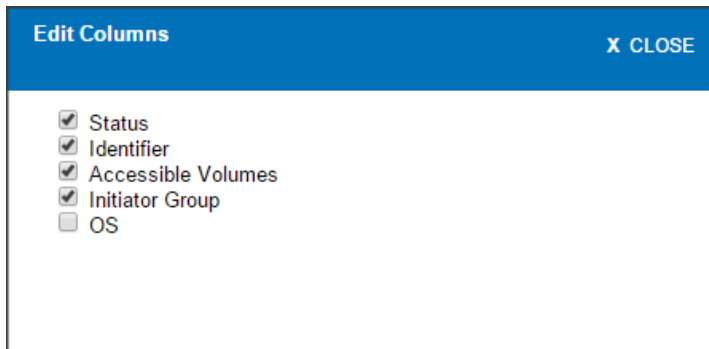 Edit Columns
X CLOSE
Status
Identifier
Accessible Volumes
Initiator Group
OS